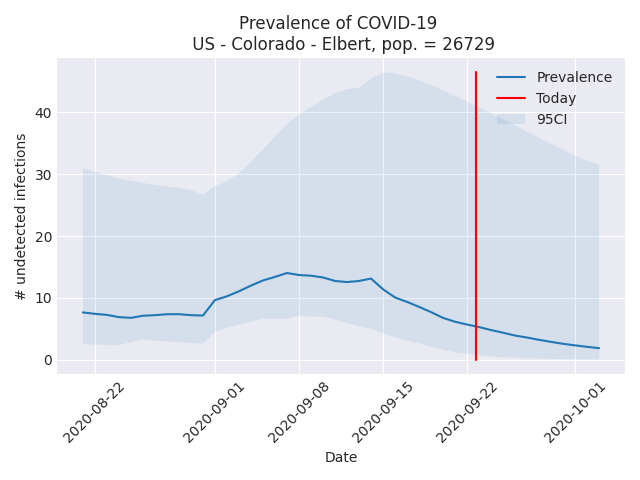 Prevalence of COVID-19
US - Colorado - Elbert, pop. = 26729
Prevalence
Today
95CI
# undetected infections
40
30
20
10
0
2020-08-22
2020-09-01
2020-09-08
2020-09-15
2020-09-22
2020-10-01
Date